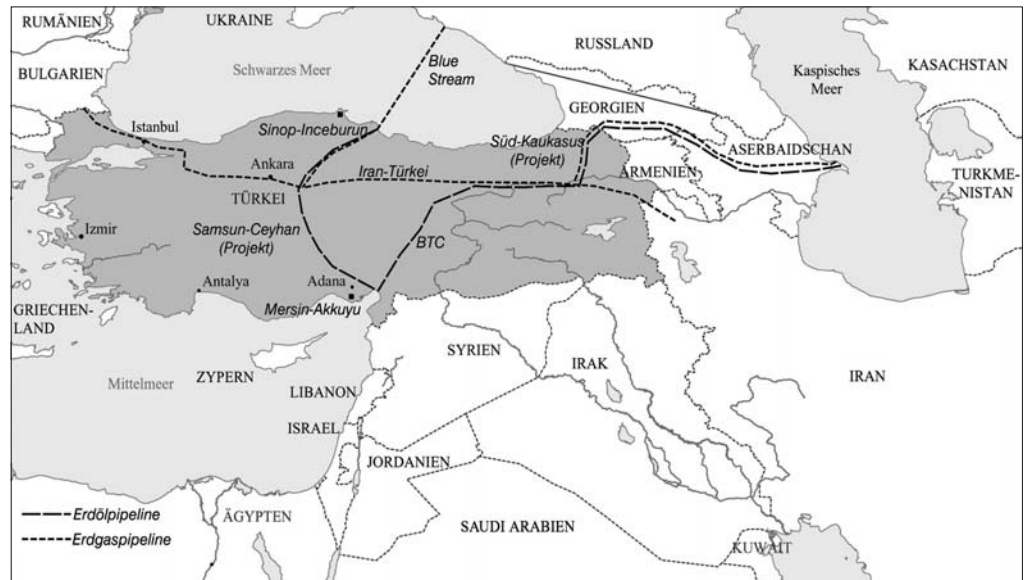 RUMÄNIEN
UKRAINE
RUSSLAND
BULGARIEN
Schwarzes Meer
Blue
Stream
Kaspisches
Meer
KASACHSTAN
GEORGIEN
Istanbul
Sinop-Inceburun
Süd-Kaukasus
(Projekt)
ASERBAIDSCHAN
Ankara
Iran-Türkei
ARMENIEN
TURKME-
NISTAN
TÜRKEI
Izmir
Samsun-Ceyhan
(Projekt)
BTC
Antalya
Adana
GRIECHEN-
LAND
Mersin-Akkuyu
SYRIEN
IRAK
IRAN
Mittelmeer
ZYPERN
LIBANON
ISRAEL
JORDANIEN
Erdölpipeline
ÄGYPTEN
SAUDI ARABIEN
Erdgaspipeline
KUWAIT